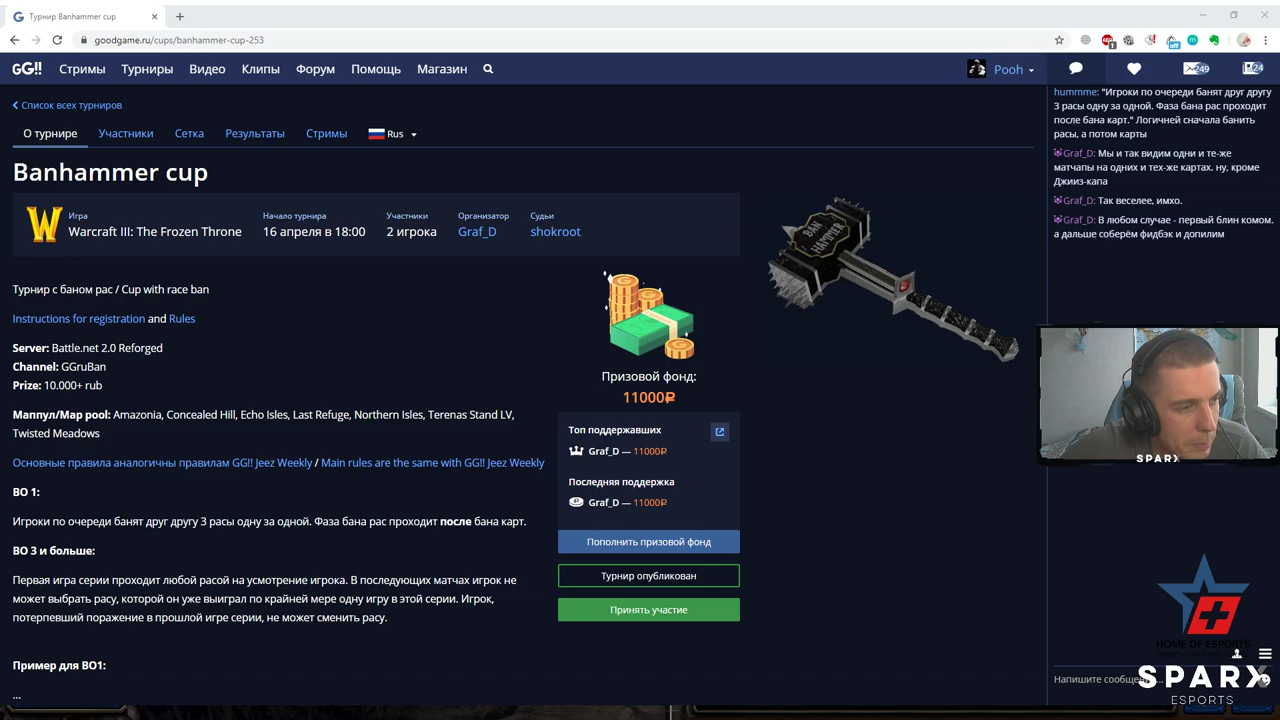 Турнир Banhammer cup
goodgame.ru/cups/banhammer-cup-253
GG!! Стримы Турниры Видео Клипы Форум Помощь Магазин Pooh 249 24
Список всех турниров
О турнире Участники Сетка Результаты Стримы Rus
Banhammer cup
Игра Начало турнира Участники Организатор Судьи
Warcraft III: The Frozen Throne 16 апреля в 18:00 2 игрока Graf_D shokroot
Турнир с баном рас / Cup with race ban
Instructions for registration and Rules
Server: Battle.net 2.0 Reforged
Channel: GGruBan
Prize: 10.000+ rub
Маппул/Map pool: Amazonia, Concealed Hill, Echo Isles, Last Refuge, Northern Isles, Terenas Stand LV,
Twisted Meadows
Основные правила аналогичны правилам GG!! Jeez Weekly / Main rules are the same with GG!! Jeez Weekly
BO 1:
Игроки по очереди банят друг другу 3 расы одну за одной. Фаза бана рас проходит после бана карт.
BO 3 и больше:
Первая игра серии проходит любой расой на усмотрение игрока. В последующих матчах игрок не
может выбрать расу, которой он уже выиграл по крайней мере одну игру в этой серии. Игрок,
потерпевший поражение в прошлой игре серии, не может сменить расу.
Пример для BO1:
...
Призовой фонд:
11000₽
Топ поддержавших
Graf_D — 11000₽
Последняя поддержка
Graf_D — 11000₽
Пополнить призовой фонд
Турнир опубликован
Принять участие
BAN
HAMMER
hummme: "Игроки по очереди банят друг другу
3 расы одну за одной. Фаза бана рас проходит
после бана карт." Логичней сначала банить
расы, а потом карты
Graf_D: Мы и так видим одни и те-же
матчапы на одних и тех-же картах. ну, кроме
Джииз-капа
Graf_D: Так веселее, имхо.
Graf_D: В любом случае - первый блин комом.
а дальше соберём фидбэк и допилим
SPARX
HOME OF ESPORTS
Напишите сообщ
SPARX
ESPORTS